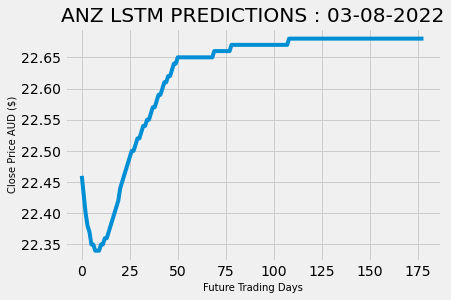 ANZ LSTM PREDICTIONS : 03-08-2022
Close Price AUD ($)
22.65
22.60
22.55
22.50
22.45
22.40
22.35
0 25 50 75 100 125 150 175
Future Trading Days